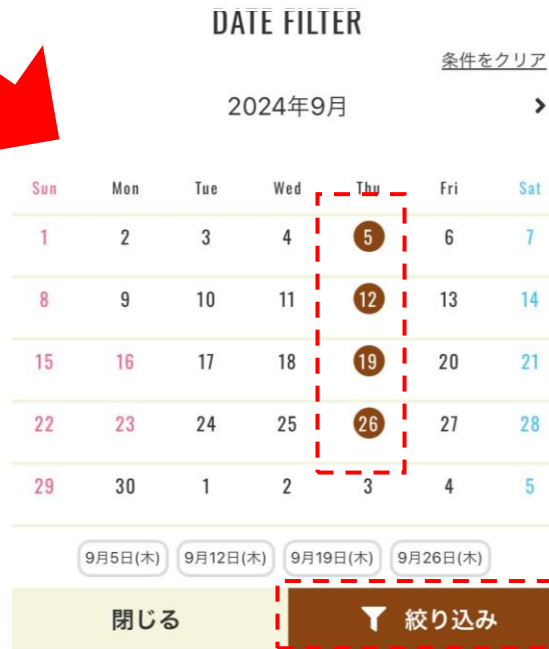 DATE FILTER
条件をクリア
2024年9月
Sun Mon Tue Wed Thu Fri Sat
1 2 3 4 5 6 7
8 9 10 11 12 13 14
15 16 17 18 19 20 21
22 23 24 25 26 27 28
29 30 1 2 3 4 5
9月5日(木) 9月12日(木) 9月19日(木) 9月26日(木)
閉じる 絞り込み